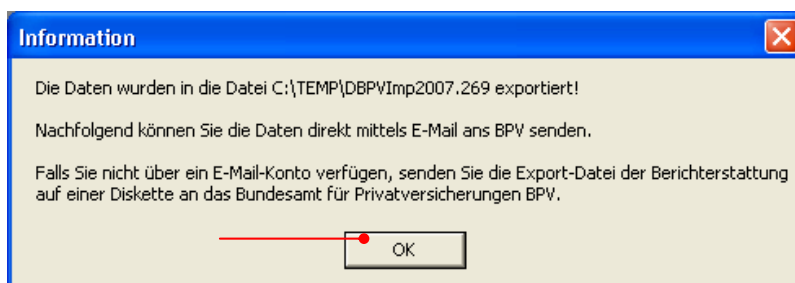 Information
Die Daten wurden in die Datei C:\TEMP\DBPVImp2007.269 exportiert!
Nachfolgend können Sie die Daten direkt mittels E-Mail ans BPV senden.
Falls Sie nicht über ein E-Mail-Konto verfügen, senden Sie die Export-Datei der Berichterstattung
auf einer Diskette an das Bundesamt für Privatversicherungen BPV.
OK